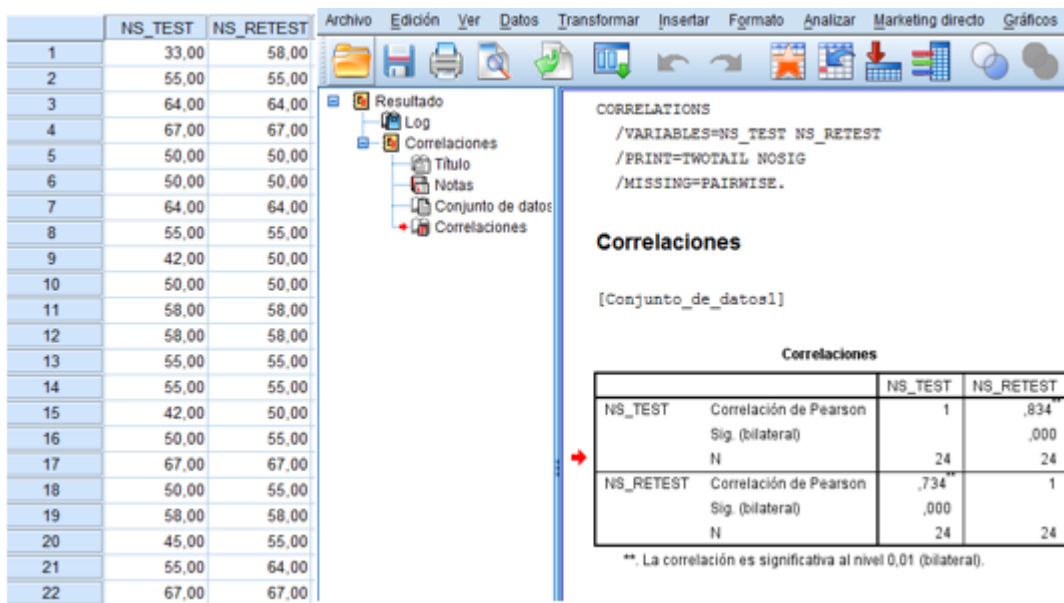 NS_TEST NS_RETEST
1 33,00 58,00
2 55,00 55,00
3 64,00 64,00
4 67,00 67,00
5 50,00 50,00
6 50,00 50,00
7 64,00 64,00
8 55,00 55,00
9 42,00 50,00
10 50,00 50,00
11 58,00 58,00
12 58,00 58,00
13 55,00 55,00
14 55,00 55,00
15 42,00 50,00
16 50,00 55,00
17 67,00 67,00
18 50,00 55,00
19 58,00 58,00
20 45,00 55,00
21 55,00 64,00
22 67,00 67,00
Archivo Edición Ver Datos Transformar Insertar Formato Analizar Marketing directo Gráficos
Resultado
Log
Correlaciones
Título
Notas
Conjunto de datos
Correlaciones
CORRELATIONS
/VARIABLES=NS_TEST NS_RETEST
/PRINT=TWOTAIL NOSIG
/MISSING=PAIRWISE.
Correlaciones
[Conjunto_de_datos1]
Correlaciones
NS_TEST NS_RETEST
NS_TEST Correlación de Pearson 1 ,834**
Sig. (bilateral) ,000
N 24 24
NS_RETEST Correlación de Pearson ,734** 1
Sig. (bilateral) ,000
N 24 24
**. La correlación es significativa al nivel 0,01 (bilateral).